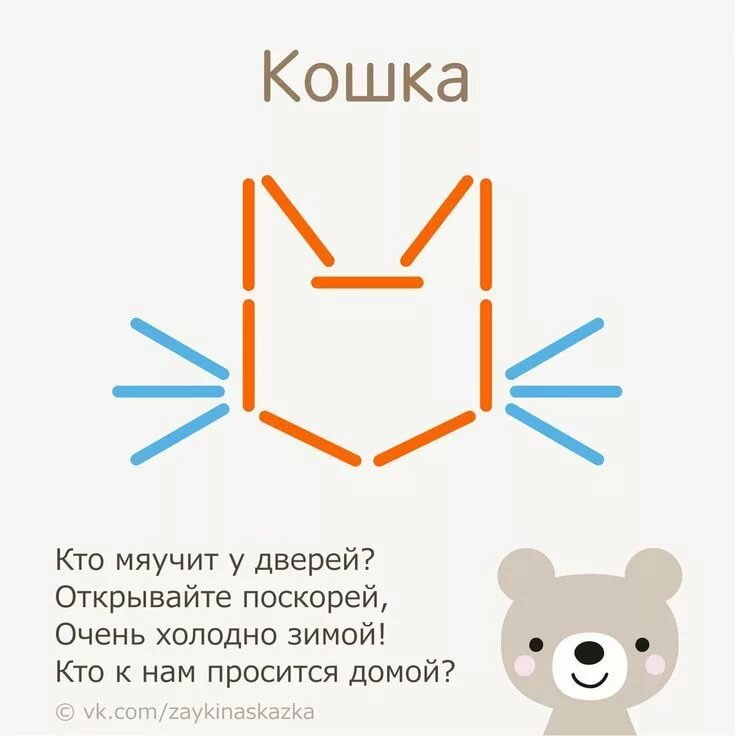 Кошка
Кто мяучит у дверей?
Открывайте поскорей,
Очень холодно зимой!
Кто к нам просится домой?
© vk.com/zaykinaskazka